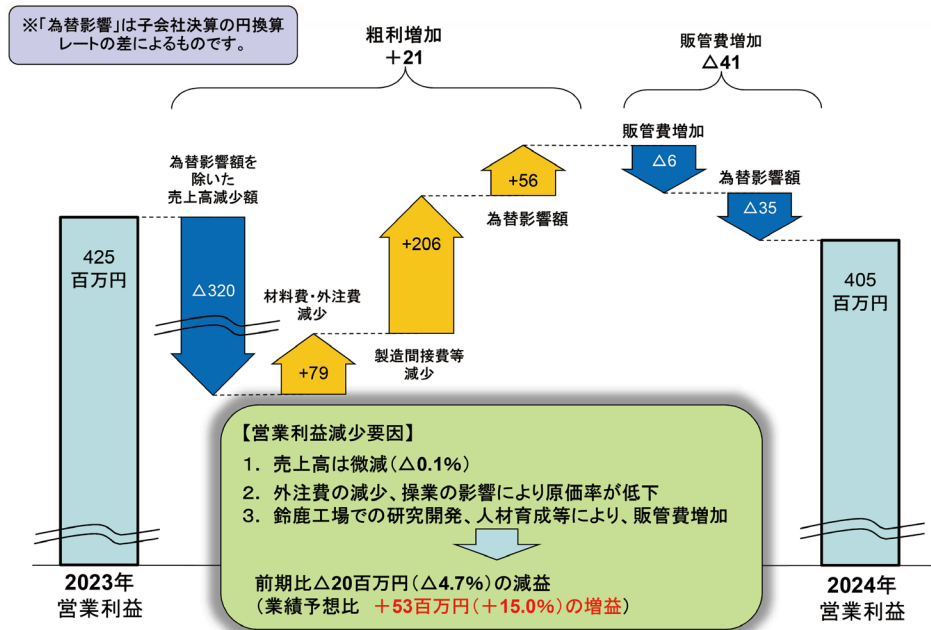 ※「為替影響」は子会社決算の円換算
レートの差によるものです。
粗利増加
＋21
販管費増加
△41
為替影響額を
除いた
売上高減少額
425
百万円
△320
材料費・外注費
減少
+79
+206
製造間接費等
減少
+56
為替影響額
販管費増加
△6
為替影響額
△35
405
百万円
【営業利益減少要因】
1. 売上高は微減(△0.1%)
2. 外注費の減少、操業の影響により原価率が低下
3. 鈴鹿工場での研究開発、人材育成等により、販管費増加
前期比△20百万円(△4.7%)の減益
(業績予想比 ＋53百万円(＋15.0%)の増益)
2023年
営業利益
2024年
営業利益